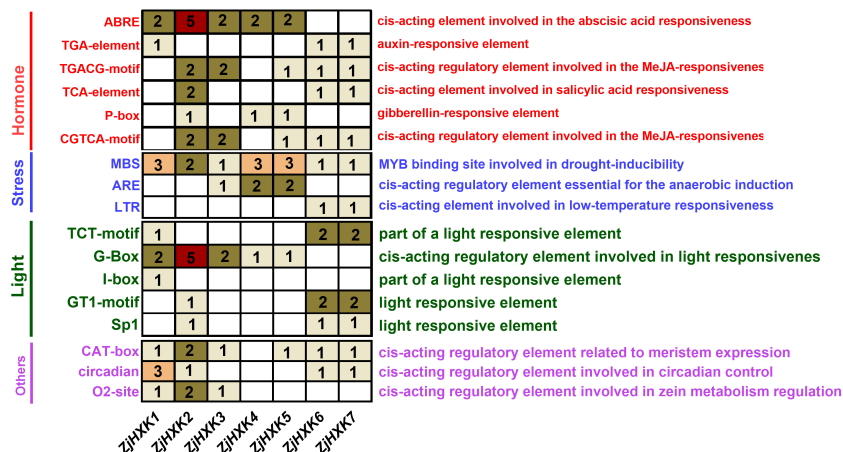 Hormone
ABRE 2 5 2 2 2 cis-acting element involved in the abscisic acid responsiveness
TGA-element 1 1 1 auxin-responsive element
TGACG-motif 2 2 1 1 1 cis-acting regulatory element involved in the MeJA-responsivenes
TCA-element 2 1 1 cis-acting element involved in salicylic acid responsiveness
P-box 1 1 1 gibberellin-responsive element
CGTCA-motif 2 2 1 1 1 cis-acting regulatory element involved in the MeJA-responsivenes
Stress
MBS 3 2 1 3 3 1 1 MYB binding site involved in drought-inducibility
ARE 1 2 2 cis-acting regulatory element essential for the anaerobic induction
LTR 1 1 cis-acting element involved in low-temperature responsiveness
Light
TCT-motif 1 2 2 part of a light responsive element
G-Box 2 5 2 1 1 cis-acting regulatory element involved in light responsivenes
I-box 1 part of a light responsive element
GT1-motif 1 2 2 light responsive element
Sp1 1 1 1 light responsive element
Others
CAT-box 1 2 1 1 1 1 cis-acting regulatory element related to meristem expression
circadian 3 1 1 1 cis-acting regulatory element involved in circadian control
O2-site 1 2 1 cis-acting regulatory element involved in zein metabolism regulation
ZjHXK1 ZjHXK2 ZjHXK3 ZjHXK4 ZjHXK5 ZjHXK6 ZjHXK7